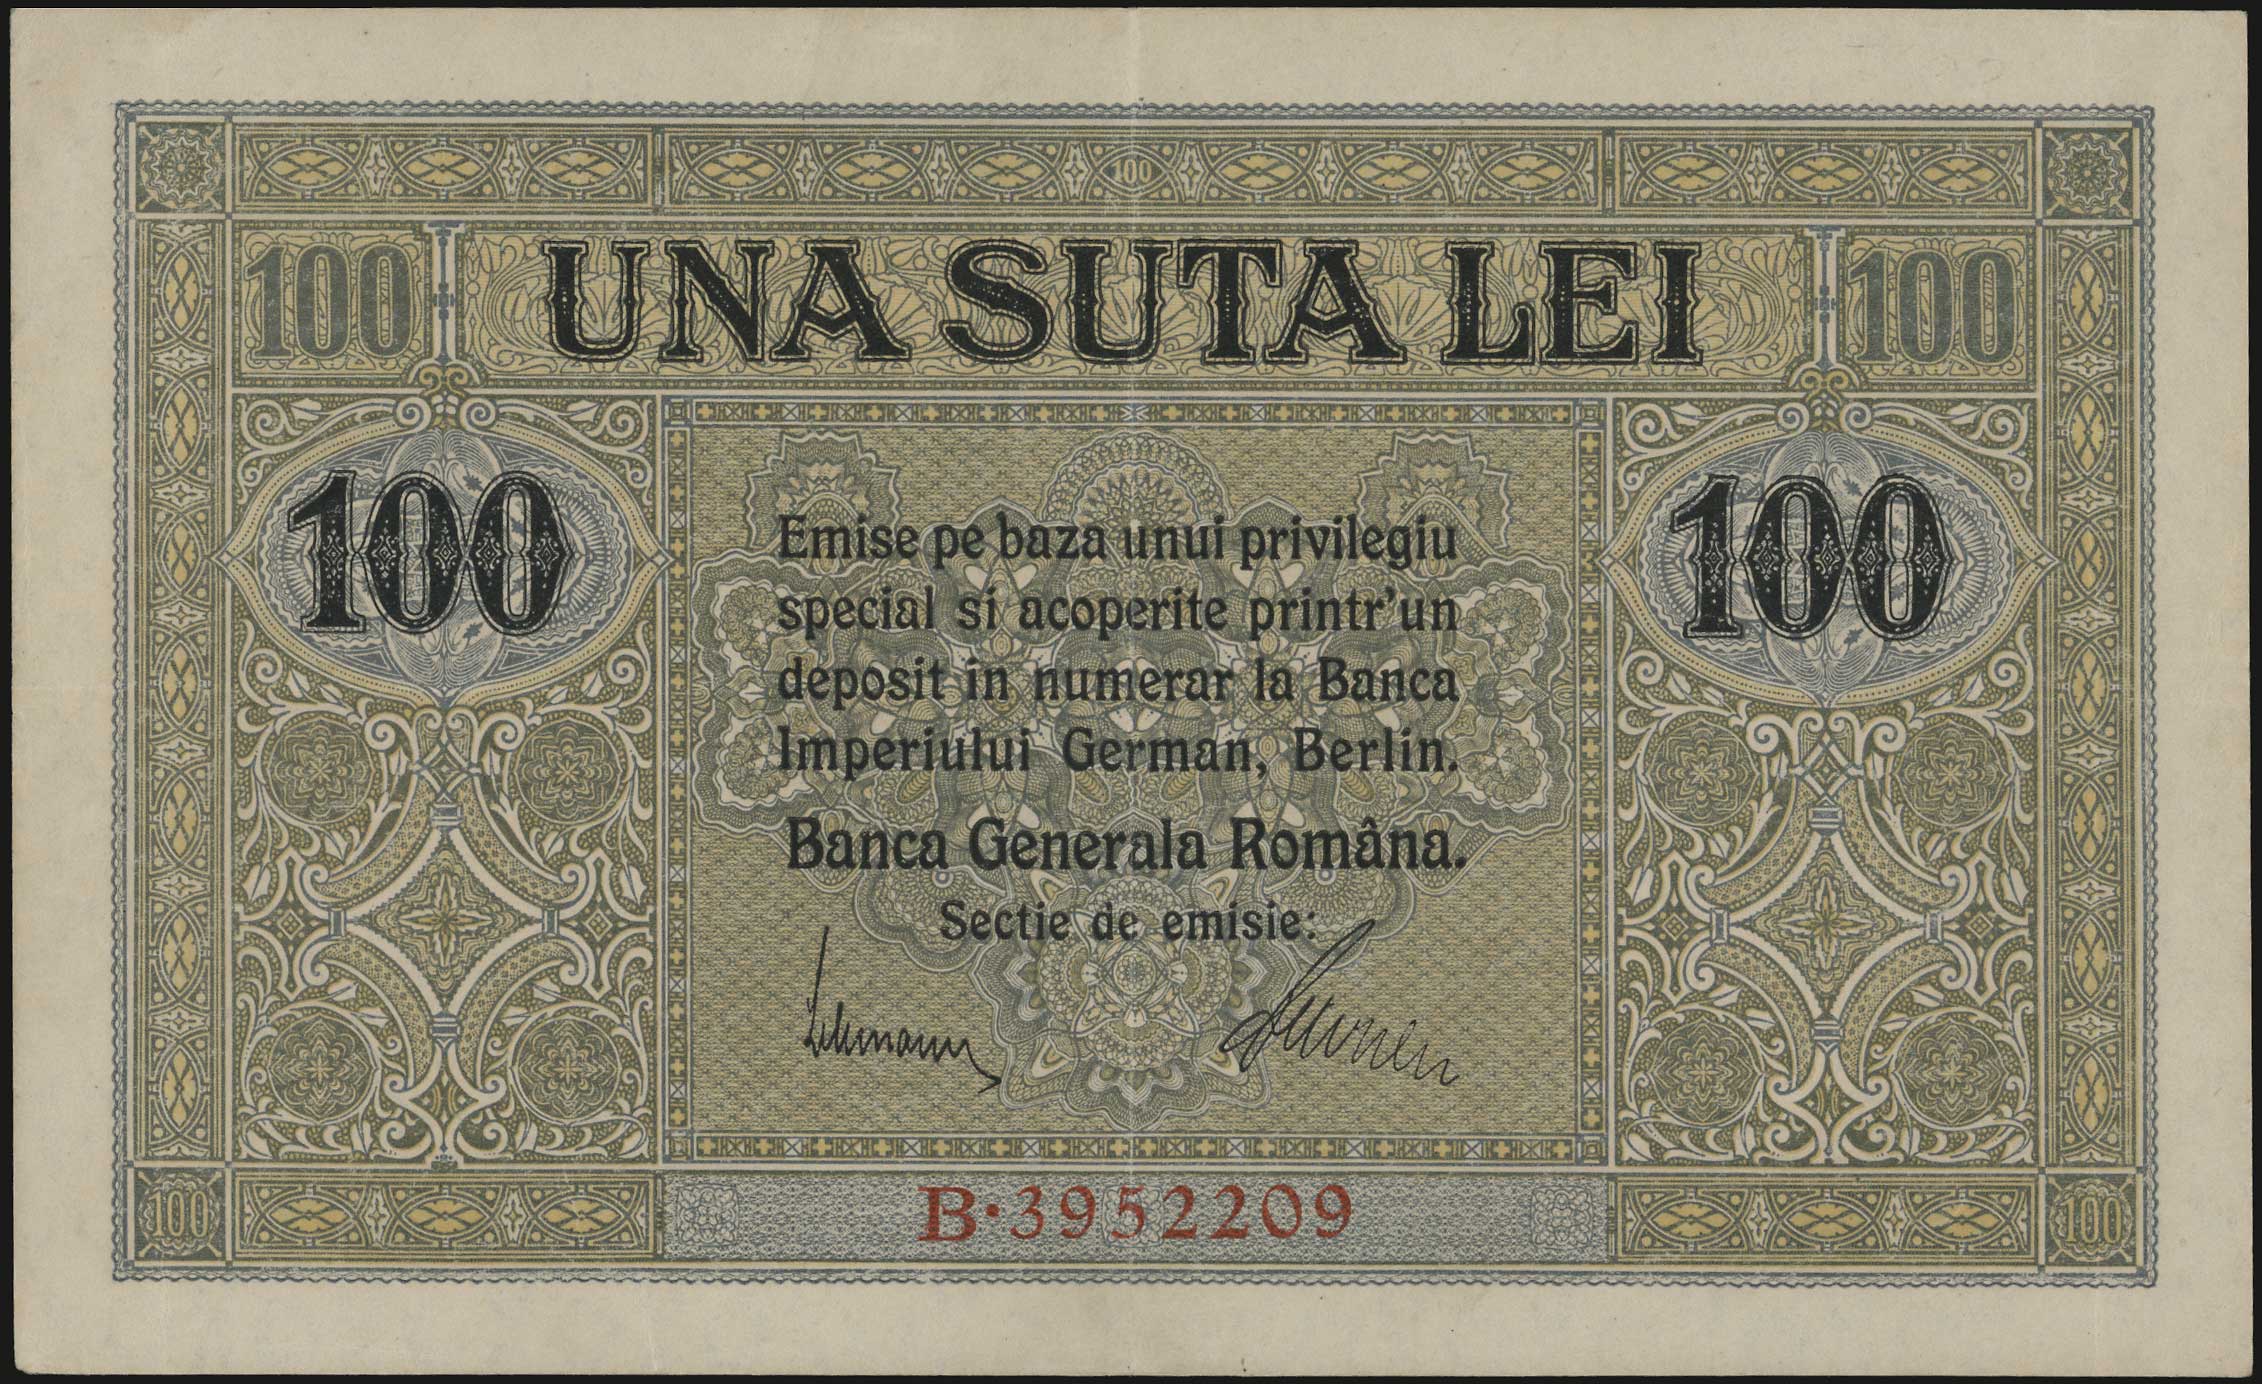 100
100 UNA SUTA LEI 100
100 100
Emise pe baza unui privilegiu
special si acoperite printr'un
deposit in numerar la Banca
Imperiului German, Berlin.
Banca Generala Româna.
Sectie de emisie:
100 B·3952209 100